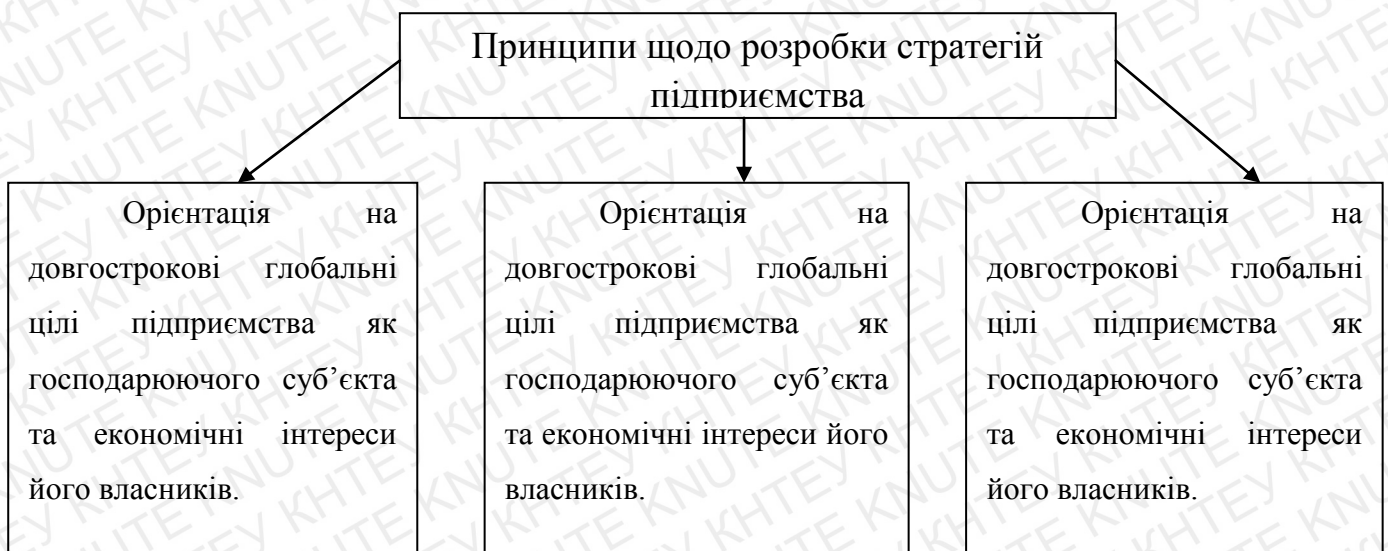 Принципи щодо розробки стратегій
підприємства
Орієнтація на
довгострокові глобальні
цілі підприємства як
господарюючого суб’єкта
та економічні інтереси
його власників.
Орієнтація на
довгострокові глобальні
цілі підприємства як
господарюючого суб’єкта
та економічні інтереси його
власників.
Орієнтація на
довгострокові глобальні
цілі підприємства як
господарюючого суб’єкта
та економічні інтереси
його власників.